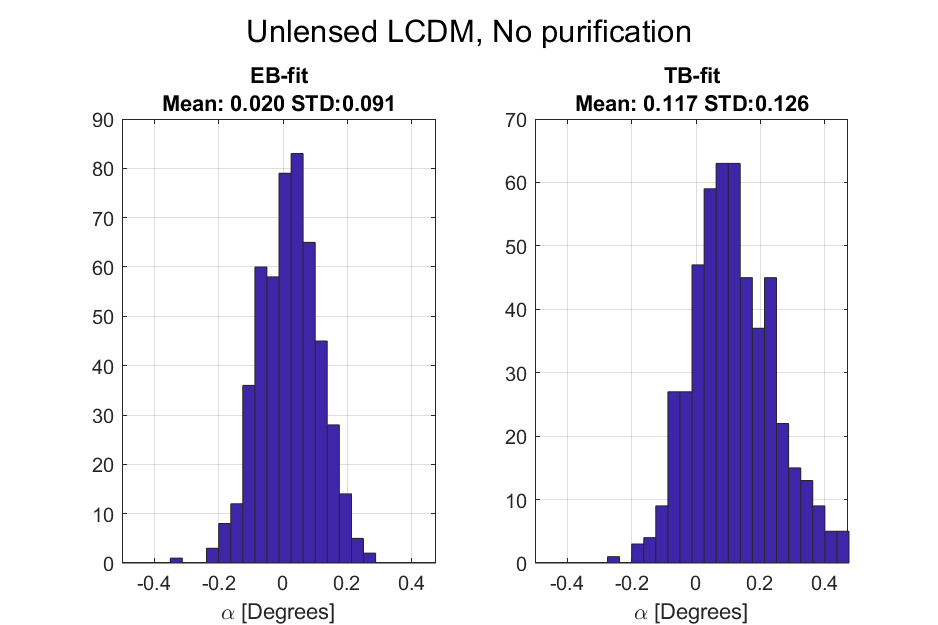 Unlensed LCDM, No purification
EB-fit
Mean: 0.020 STD:0.091
90
80
70
60
50
40
30
20
10
0
-0.4 -0.2 0 0.2 0.4
α [Degrees]
TB-fit
Mean: 0.117 STD:0.126
70
60
50
40
30
20
10
0
-0.4 -0.2 0 0.2 0.4
α [Degrees]